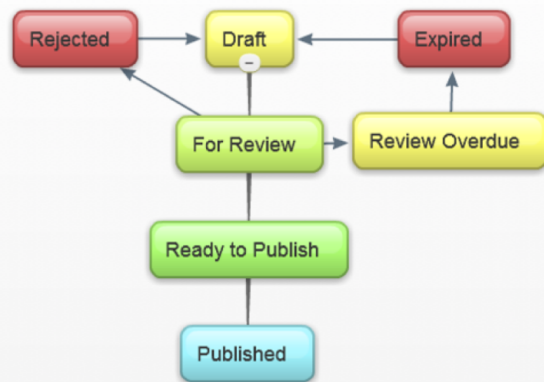 Rejected
Draft
Expired
For Review
Review Overdue
Ready to Publish
Published